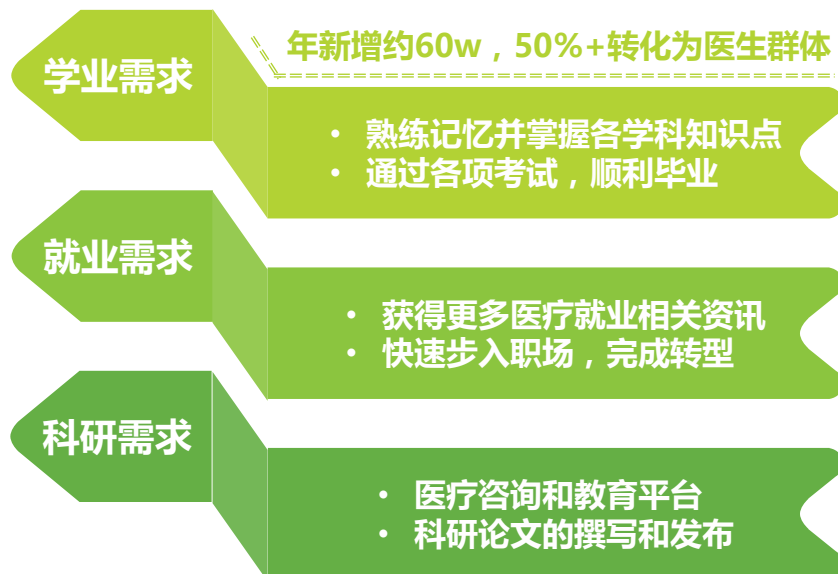 年新增约60w，50%+转化为医生群体
学业需求
• 熟练记忆并掌握各学科知识点
• 通过各项考试，顺利毕业
就业需求
• 获得更多医疗就业相关资讯
• 快速步入职场，完成转型
科研需求
• 医疗咨询和教育平台
• 科研论文的撰写和发布